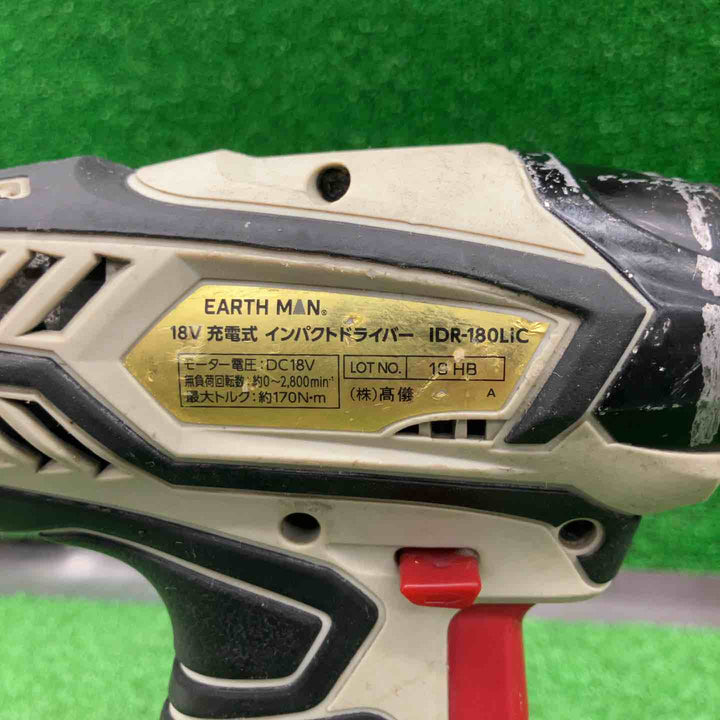 EARTH MAN®
18V 充電式 インパクトドライバー IDR-180LiC
モーター電圧:DC18V
無負荷回転数:約0~2,800min⁻¹
最大トルク:約170N・m
LOT NO. 1S HB
(株)髙儀 A